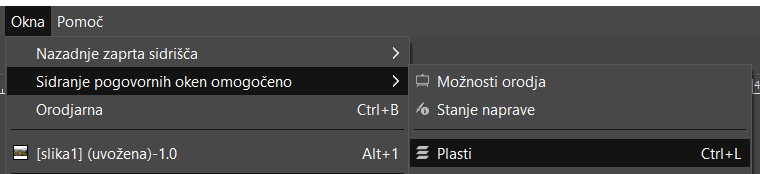 Okna Pomoč
Nazadnje zaprta sidrišča
Sidranje pogovornih oken omogočeno
Možnosti orodja
Orodjarna Ctrl+B
Stanje naprave
[slika1] (uvožena)-1.0 Alt+1
Plasti Ctrl+L